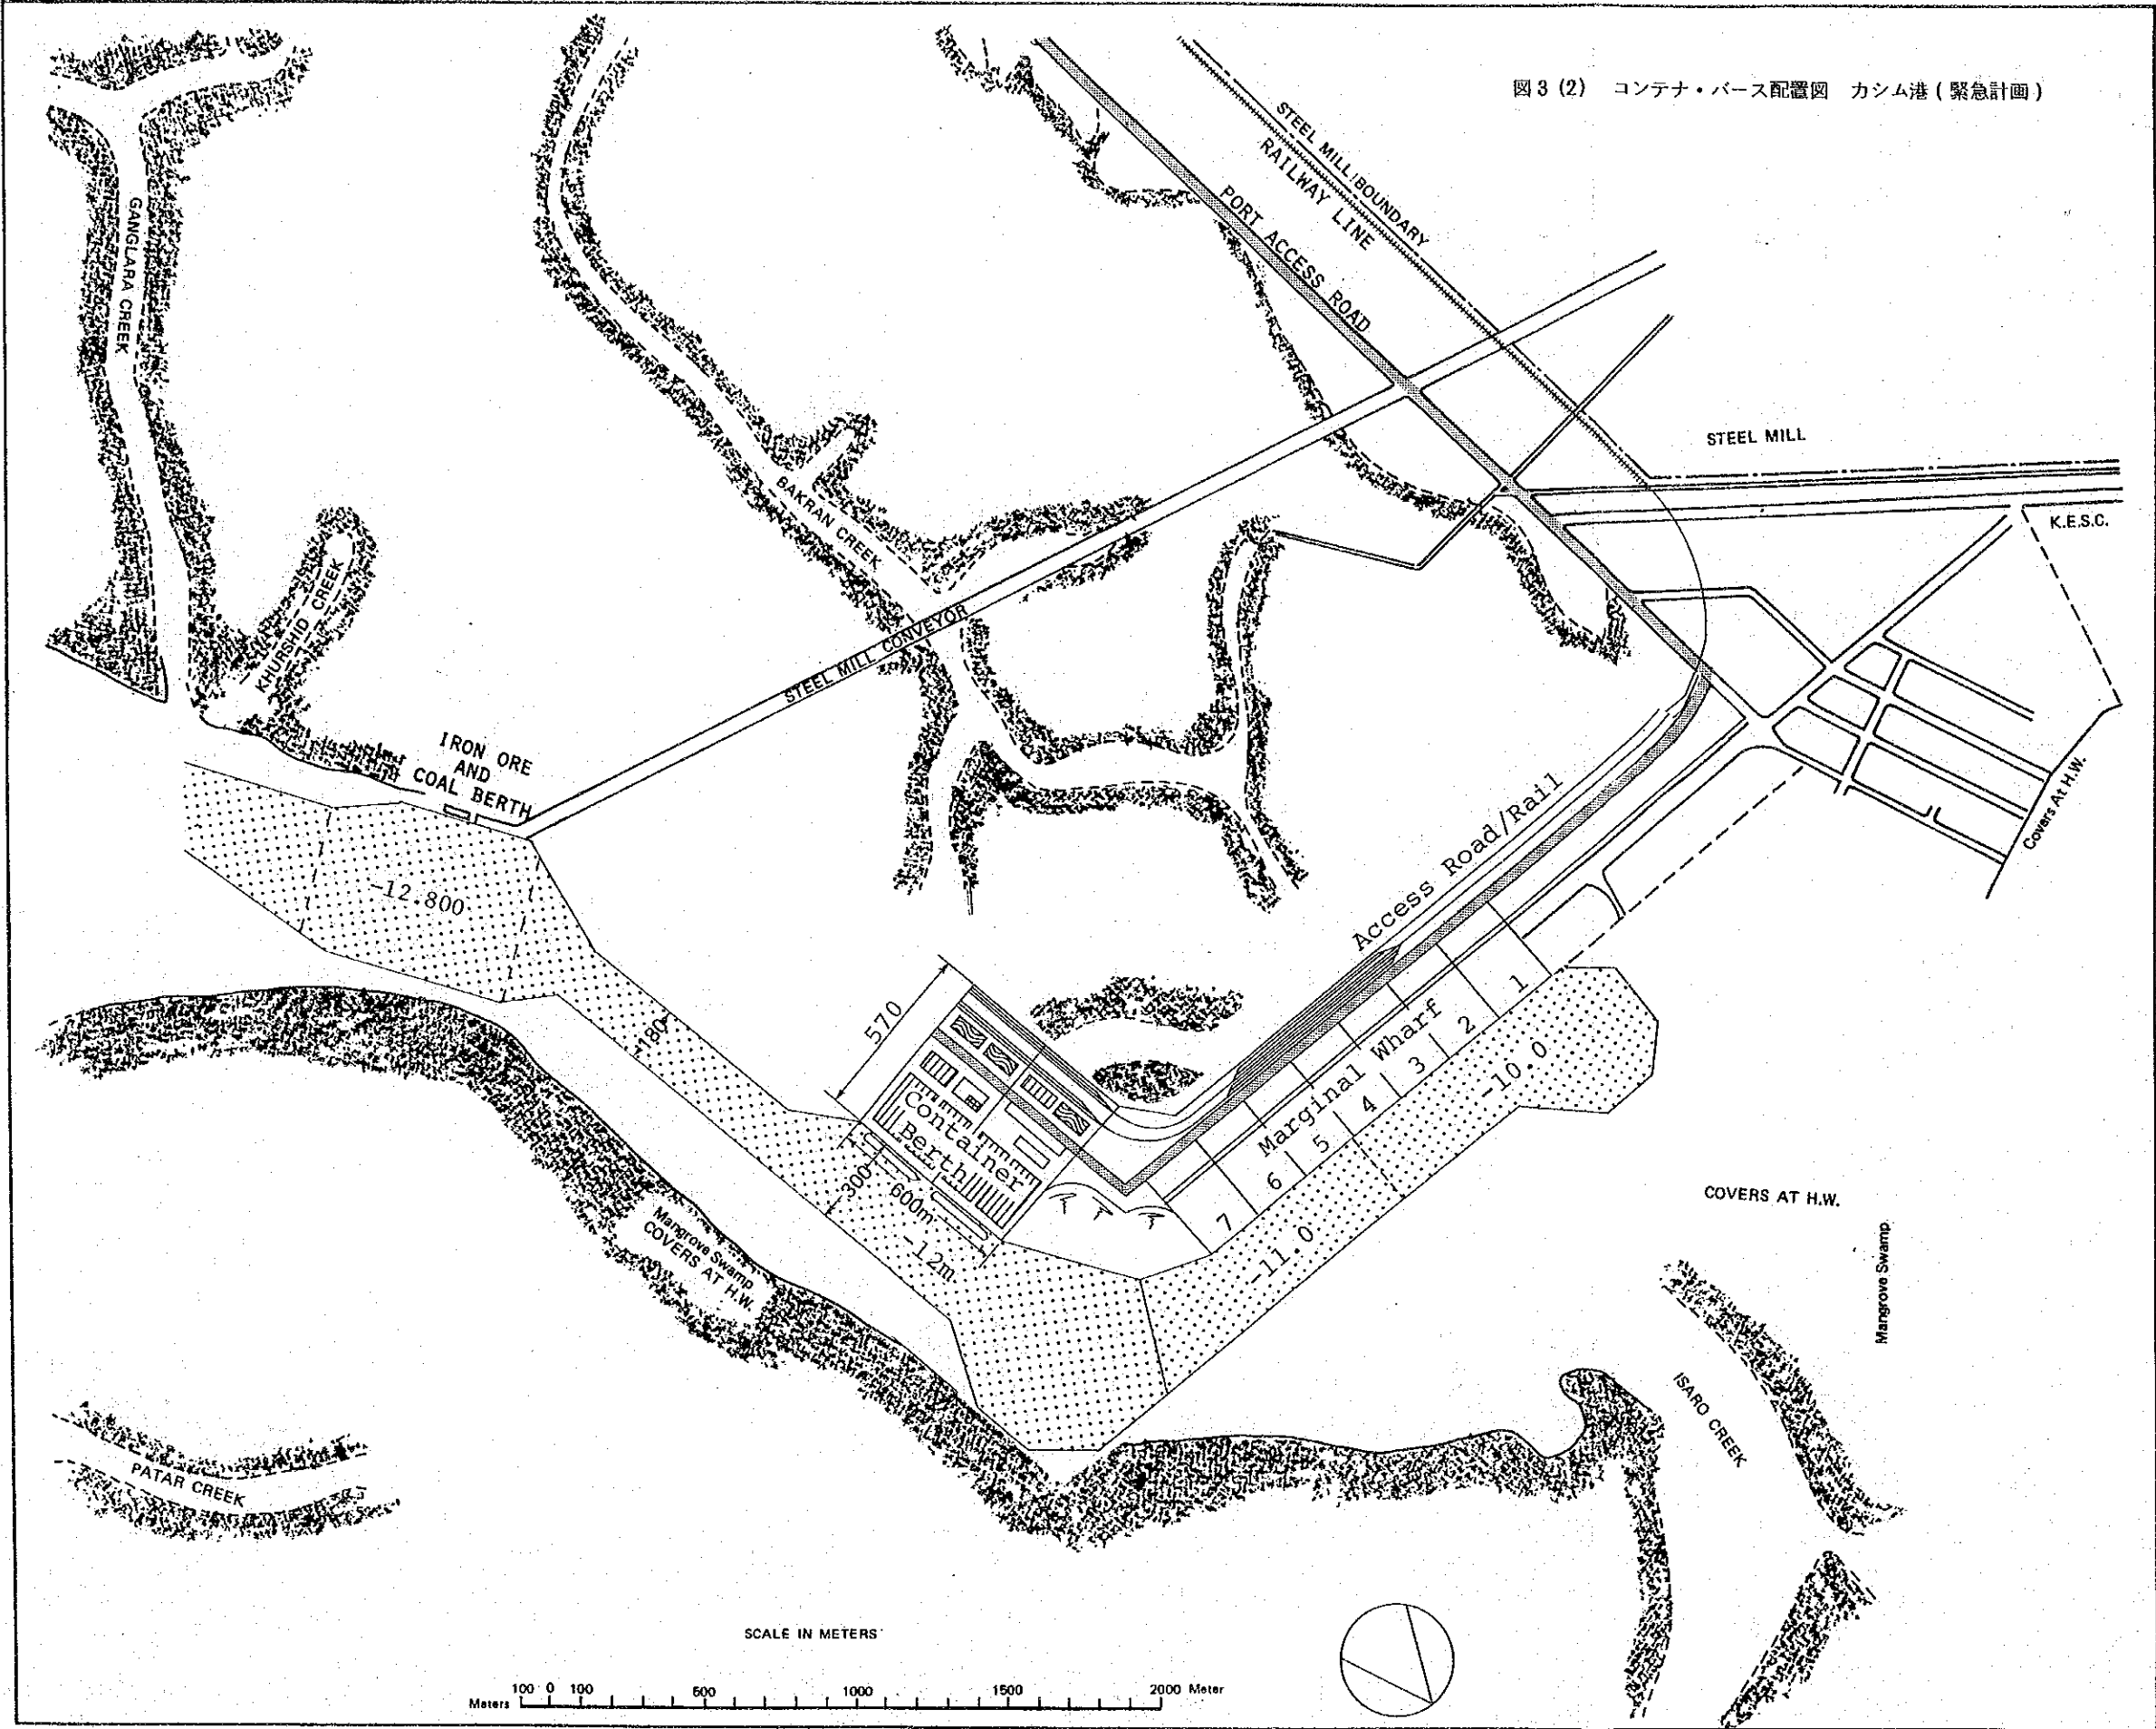 図3 (2) コンテナ・バース配置図 カシム港 (緊急計画)
STEEL MILL BOUNDARY
RAILWAY LINE
PORT ACCESS ROAD
GANGLARA CREEK
STEEL MILL
K.E.S.C.
BAKRAN CREEK
KHURSHID CREEK
STEEL MILL CONVEYOR
IRON ORE
AND
COAL BERTH
Covers At H.W.
Access Road/Rail
-12.800
180
570
Container
Berth
300
600m
-12m
Marginal Wharf
1
2
3
4
5
6
7
-10.0
-11.0
Mangrove Swamp
COVERS AT H.W.
COVERS AT H.W.
Mangrove Swamp
ISARO CREEK
PATAR CREEK
SCALE IN METERS
Meters 100 0 100 600 1000 1500 2000 Meter